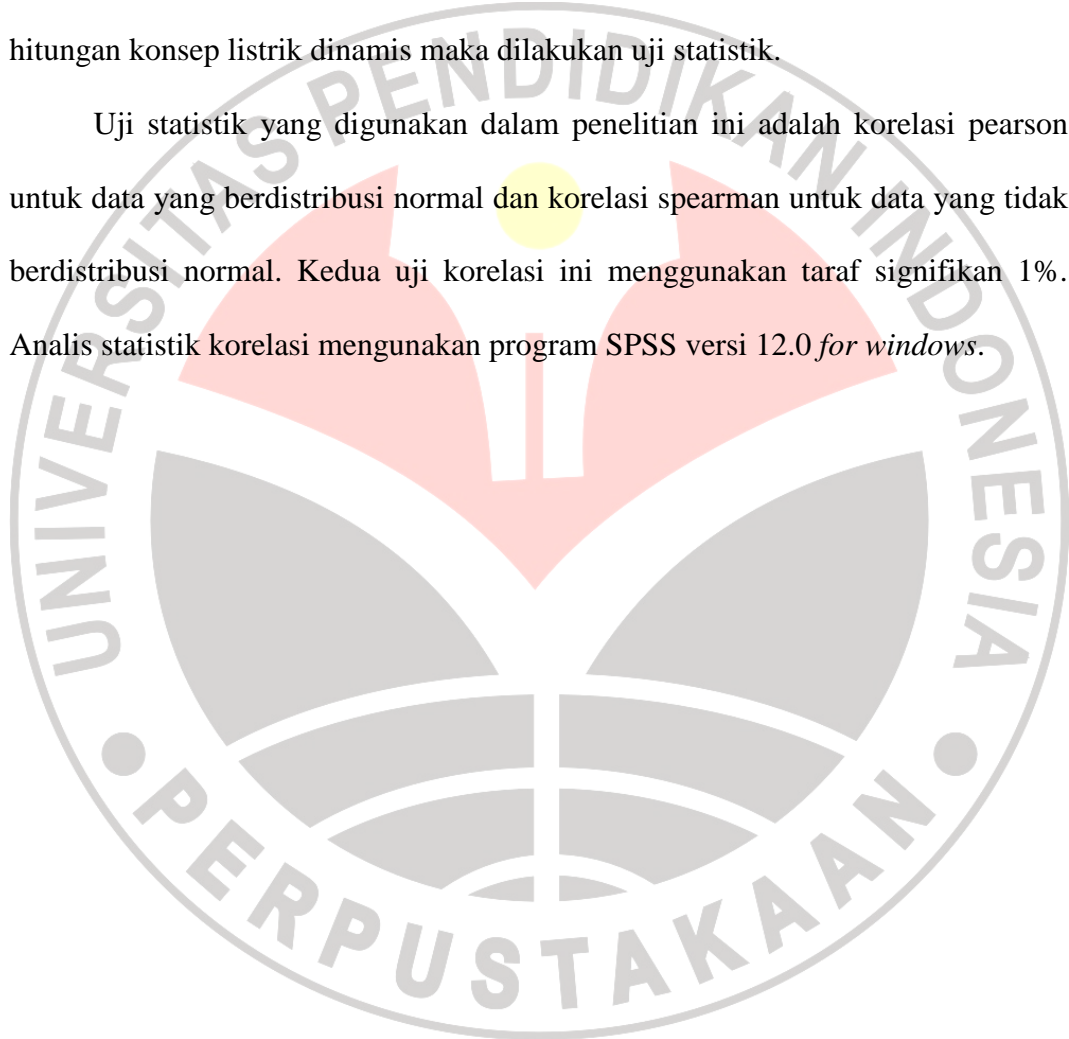 hitungan konsep listrik dinamis maka dilakukan uji statistik.
Uji statistik yang digunakan dalam penelitian ini adalah korelasi pearson
untuk data yang berdistribusi normal dan korelasi spearman untuk data yang tidak
berdistribusi normal. Kedua uji korelasi ini menggunakan taraf signifikan 1%.
Analis statistik korelasi mengunakan program SPSS versi 12.0 for windows.
UNIVERSITAS PENDIDIKAN INDONESIA
PERPUSTAKAAN